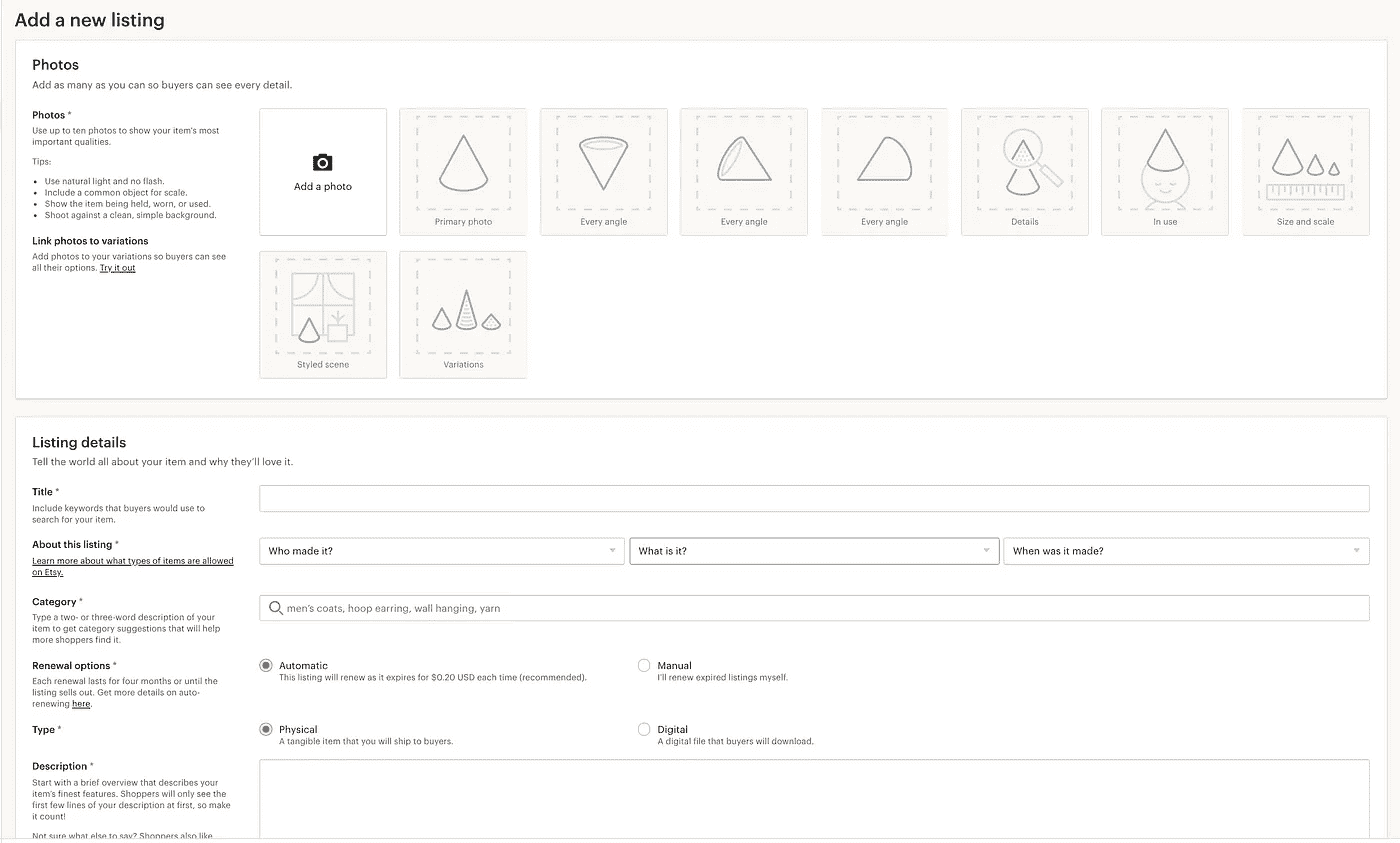 Add a new listing
Photos
Add as many as you can so buyers can see every detail.
Photos *
Use up to ten photos to show your item's most
important qualities.
Tips:
• Use natural light and no flash.
• Include a common object for scale.
• Show the item being held, worn, or used.
• Shoot against a clean, simple background.
Link photos to variations
Add photos to your variations so buyers can see
all their options. Try it out
Add a photo
Primary photo
Every angle
Every angle
Every angle
Details
In use
Size and scale
Styled scene
Variations
Listing details
Tell the world all about your item and why they'll love it.
Title *
Include keywords that buyers would use to
search for your item.
About this listing *
Learn more about what types of items are allowed
on Etsy.
Who made it?
What is it?
When was it made?
Category *
Type a two- or three-word description of your
item to get category suggestions that will help
more shoppers find it.
men's coats, hoop earring, wall hanging, yarn
Renewal options *
Each renewal lasts for four months or until the
listing sells out. Get more details on auto-
renewing here.
Automatic
This listing will renew as it expires for $0.20 USD each time (recommended).
Manual
I'll renew expired listings myself.
Type *
Physical
A tangible item that you will ship to buyers.
Digital
A digital file that buyers will download.
Description *
Start with a brief overview that describes your
item's finest features. Shoppers will only see the
first few lines of your description at first, so make
it count!
Not sure what else to say? Shoppers also like